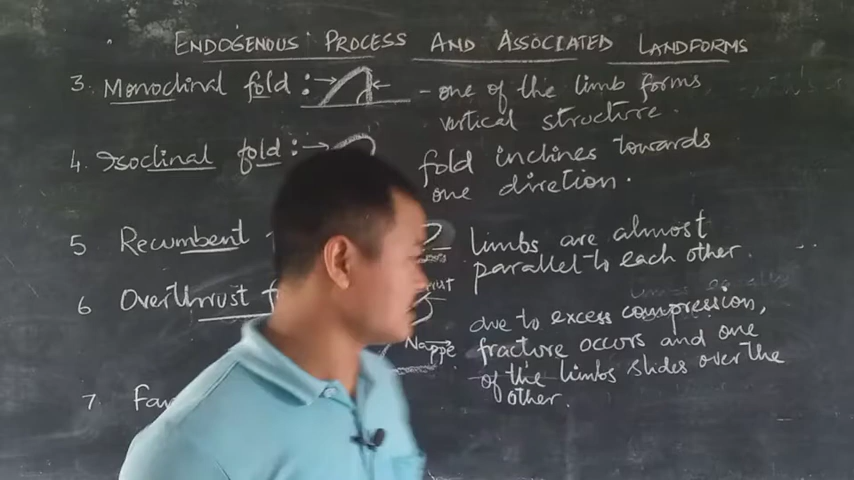 ENDOGENOUS PROCESS AND ASSOCIATED LANDFORMS
3. Monoclinal fold : - one of the limb forms
vertical structure.
4. Isoclinal fold : fold inclines towards
one diretion.
5 Recumbent limbs are almost
parallel to each other.
6 Overthrust f
Nappe
due to excess compression,
fracture occurs and one
of the limbs slides over the
other.
7. Fan